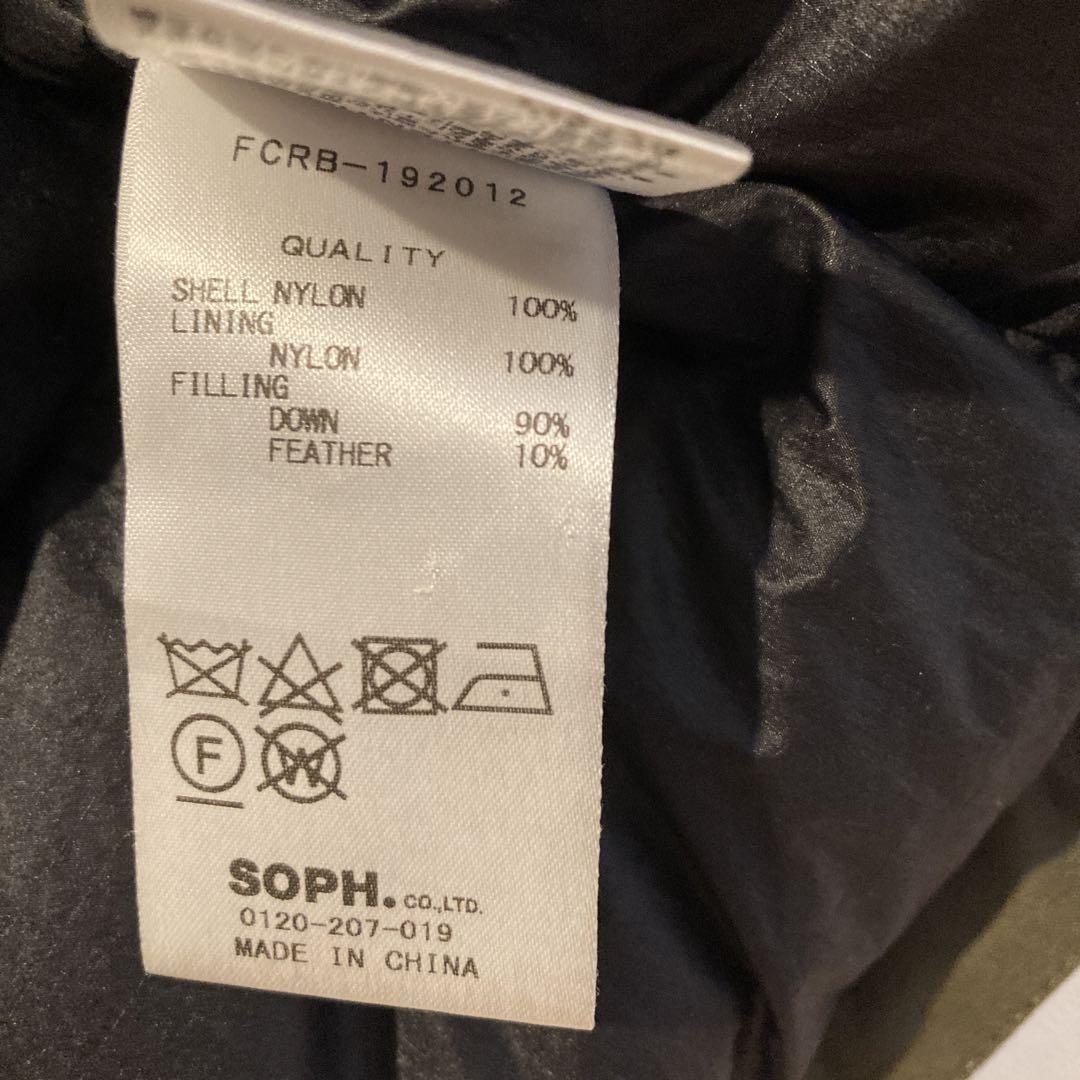 FCRB-192012
QUALITY
SHELL NYLON 100%
LINING
NYLON 100%
FILLING
DOWN 90%
FEATHER 10%
F W
SOPH. CO.,LTD.
0120-207-019
MADE IN CHINA